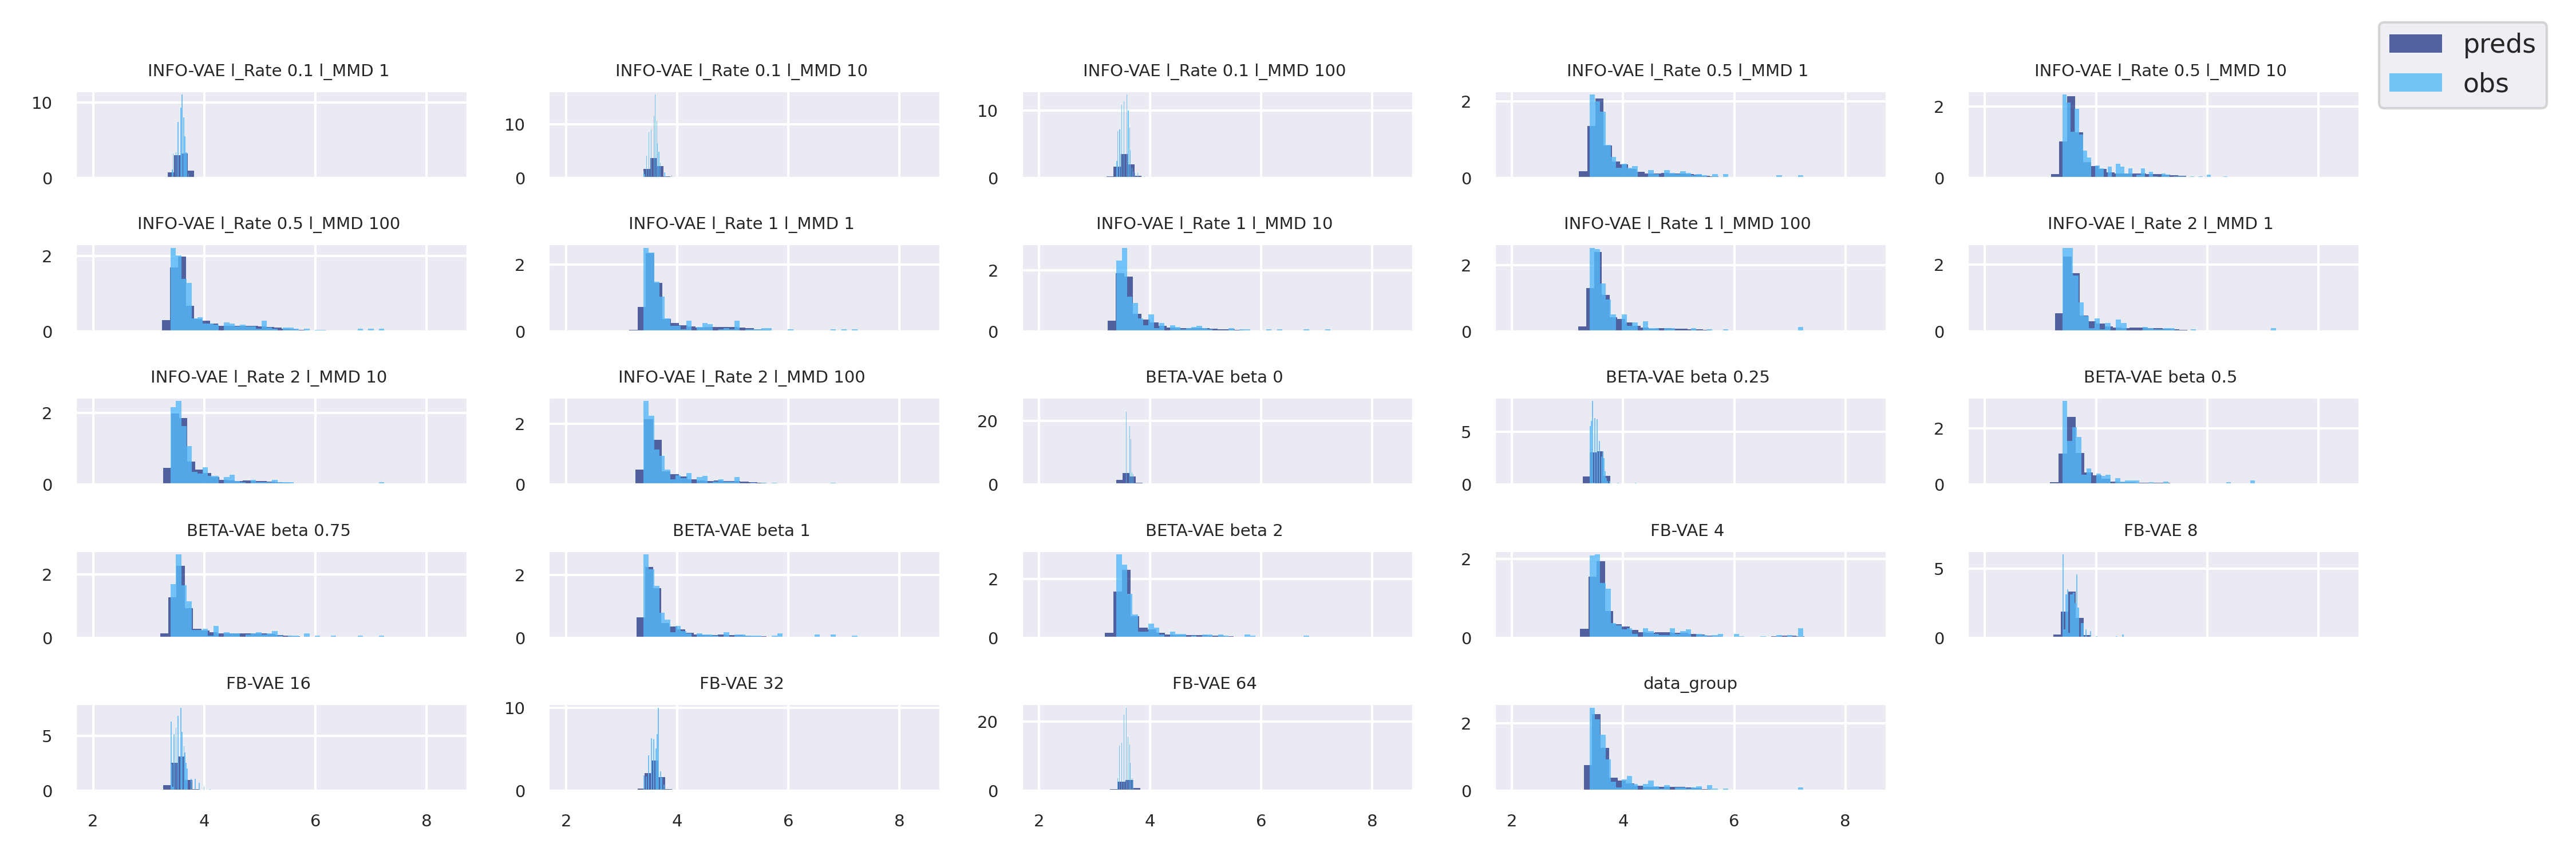 preds
obs
INFO-VAE l_Rate 0.1 l_MMD 1
INFO-VAE l_Rate 0.1 l_MMD 10
INFO-VAE l_Rate 0.1 l_MMD 100
INFO-VAE l_Rate 0.5 l_MMD 1
INFO-VAE l_Rate 0.5 l_MMD 10
10
0
10
0
10
0
2
0
2
0
INFO-VAE l_Rate 0.5 l_MMD 100
INFO-VAE l_Rate 1 l_MMD 1
INFO-VAE l_Rate 1 l_MMD 10
INFO-VAE l_Rate 1 l_MMD 100
INFO-VAE l_Rate 2 l_MMD 1
2
0
2
0
2
0
2
0
2
0
INFO-VAE l_Rate 2 l_MMD 10
INFO-VAE l_Rate 2 l_MMD 100
BETA-VAE beta 0
BETA-VAE beta 0.25
BETA-VAE beta 0.5
2
0
2
0
20
0
5
0
2
0
BETA-VAE beta 0.75
BETA-VAE beta 1
BETA-VAE beta 2
FB-VAE 4
FB-VAE 8
2
0
2
0
2
0
2
0
5
0
FB-VAE 16
FB-VAE 32
FB-VAE 64
data_group
5
0
10
0
20
0
2
0
2 4 6 8
2 4 6 8
2 4 6 8
2 4 6 8